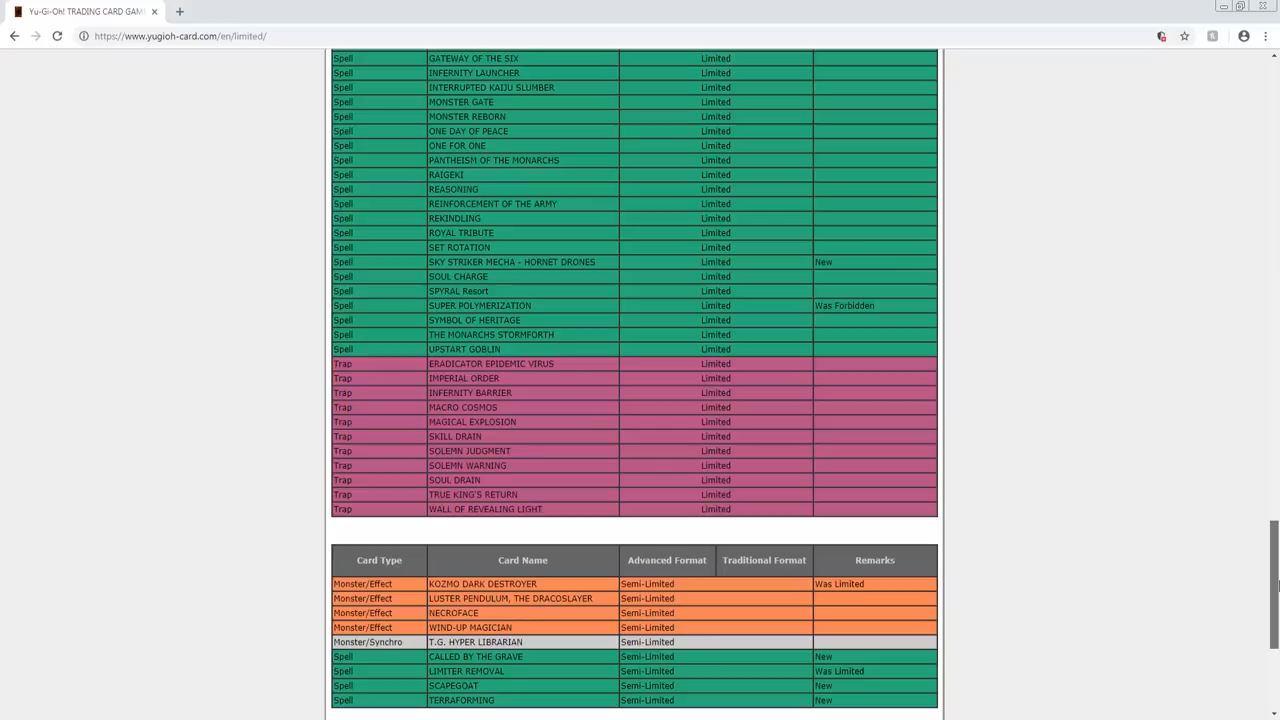 Yu-Gi-Oh! TRADING CARD GAM
https://www.yugioh-card.com/en/limited/
Spell GATEWAY OF THE SIX Limited
Spell INFERNITY LAUNCHER Limited
Spell INTERRUPTED KAIJU SLUMBER Limited
Spell MONSTER GATE Limited
Spell MONSTER REBORN Limited
Spell ONE DAY OF PEACE Limited
Spell ONE FOR ONE Limited
Spell PANTHEISM OF THE MONARCHS Limited
Spell RAIGEKI Limited
Spell REASONING Limited
Spell REINFORCEMENT OF THE ARMY Limited
Spell REKINDLING Limited
Spell ROYAL TRIBUTE Limited
Spell SET ROTATION Limited
Spell SKY STRIKER MECHA - HORNET DRONES Limited New
Spell SOUL CHARGE Limited
Spell SPYRAL Resort Limited
Spell SUPER POLYMERIZATION Limited Was Forbidden
Spell SYMBOL OF HERITAGE Limited
Spell THE MONARCHS STORMFORTH Limited
Spell UPSTART GOBLIN Limited
Trap ERADICATOR EPIDEMIC VIRUS Limited
Trap IMPERIAL ORDER Limited
Trap INFERNITY BARRIER Limited
Trap MACRO COSMOS Limited
Trap MAGICAL EXPLOSION Limited
Trap SKILL DRAIN Limited
Trap SOLEMN JUDGMENT Limited
Trap SOLEMN WARNING Limited
Trap SOUL DRAIN Limited
Trap TRUE KING'S RETURN Limited
Trap WALL OF REVEALING LIGHT Limited
Card Type Card Name Advanced Format Traditional Format Remarks
Monster/Effect KOZMO DARK DESTROYER Semi-Limited Was Limited
Monster/Effect LUSTER PENDULUM, THE DRACOSLAYER Semi-Limited
Monster/Effect NECROFACE Semi-Limited
Monster/Effect WIND-UP MAGICIAN Semi-Limited
Monster/Synchro T.G. HYPER LIBRARIAN Semi-Limited
Spell CALLED BY THE GRAVE Semi-Limited New
Spell LIMITER REMOVAL Semi-Limited Was Limited
Spell SCAPEGOAT Semi-Limited New
Spell TERRAFORMING Semi-Limited New